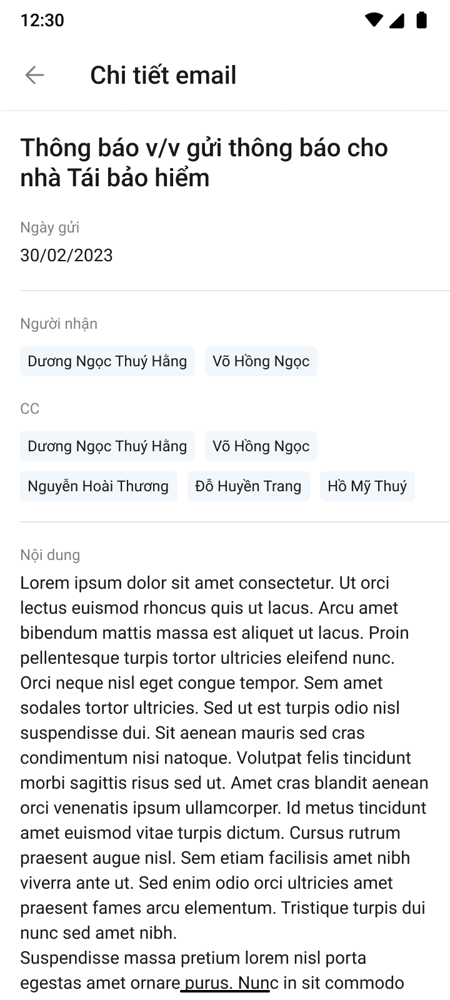 12:30
Chi tiết email
Thông báo v/v gửi thông báo cho
nhà Tái bảo hiểm
Ngày gửi
30/02/2023
Người nhận
Dương Ngọc Thuý Hằng Võ Hồng Ngọc
CC
Dương Ngọc Thuý Hằng Võ Hồng Ngọc
Nguyễn Hoài Thương Đỗ Huyền Trang Hồ Mỹ Thuý
Nội dung
Lorem ipsum dolor sit amet consectetur. Ut orci
lectus euismod rhoncus quis ut lacus. Arcu amet
bibendum mattis massa est aliquet ut lacus. Proin
pellentesque turpis tortor ultricies eleifend nunc.
Orci neque nisl eget congue tempor. Sem amet
sodales tortor ultricies. Sed ut est turpis odio nisl
suspendisse dui. Sit aenean mauris sed cras
condimentum nisi natoque. Volutpat felis tincidunt
morbi sagittis risus sed ut. Amet cras blandit aenean
orci venenatis ipsum ullamcorper. Id metus tincidunt
amet euismod vitae turpis dictum. Cursus rutrum
praesent augue nisl. Sem etiam facilisis amet nibh
viverra ante ut. Sed enim odio orci ultricies amet
praesent fames arcu elementum. Tristique turpis dui
nunc sed amet nibh.
Suspendisse massa pretium lorem nisl porta
egestas amet ornare purus. Nunc in sit commodo